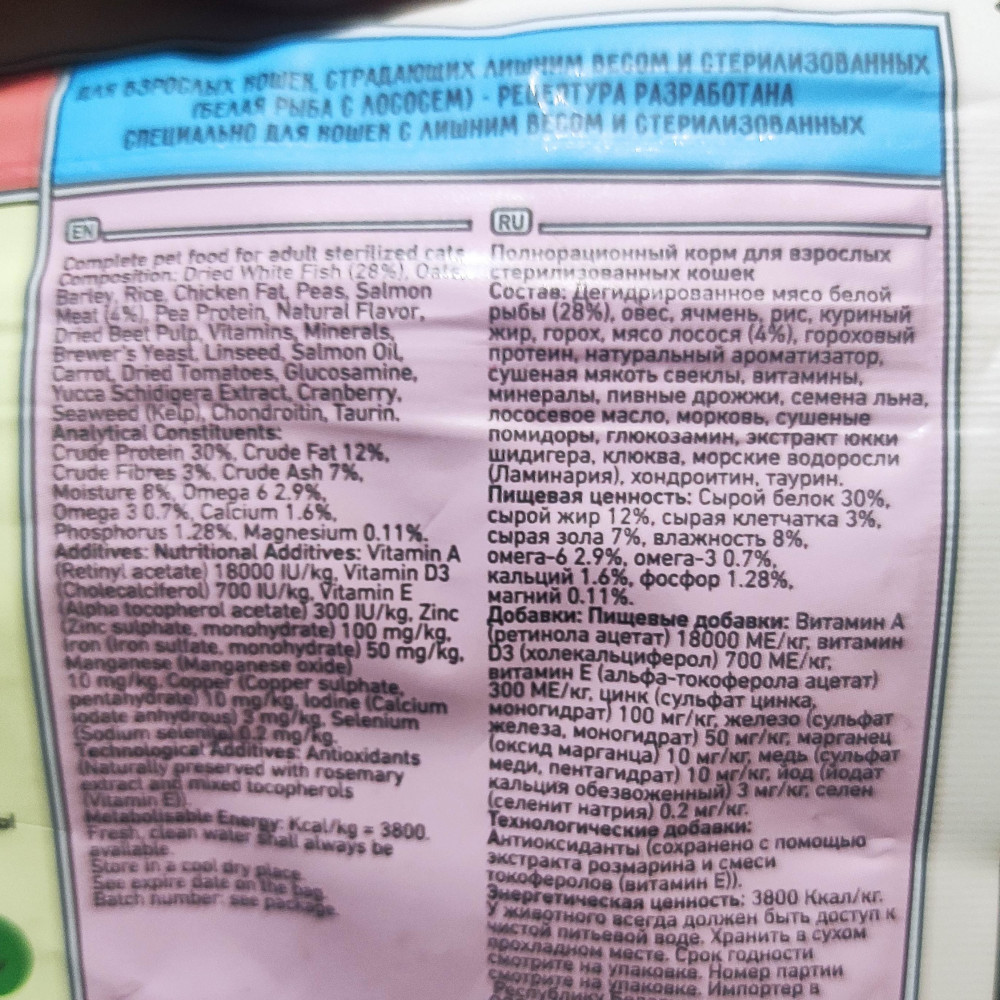 ДЛЯ ВЗРОСЛЫХ КОШЕК, СТРАДАЮЩИХ ЛИШНИМ ВЕСОМ И СТЕРИЛИЗОВАННЫХ
(БЕЛАЯ РЫБА С ЛОСОСЕМ) - РЕЦЕПТУРА РАЗРАБОТАНА
СПЕЦИАЛЬНО ДЛЯ КОШЕК С ЛИШНИМ ВЕСОМ И СТЕРИЛИЗОВАННЫХ
EN
Complete pet food for adult sterilized cats
Composition: Dried White Fish (28%), Oats,
Barley, Rice, Chicken Fat, Peas, Salmon
Meat (4%), Pea Protein, Natural Flavor,
Dried Beet Pulp, Vitamins, Minerals,
Brewer's Yeast, Linseed, Salmon Oil,
Carrot, Dried Tomatoes, Glucosamine,
Yucca Schidigera Extract, Cranberry,
Seaweed (Kelp), Chondroitin, Taurin.
Analytical Constituents:
Crude Protein 30%, Crude Fat 12%,
Crude Fibres 3%, Crude Ash 7%,
Moisture 8%, Omega 6 2.9%,
Omega 3 0.7%, Calcium 1.6%,
Phosphorus 1.28%, Magnesium 0.11%.
Additives: Nutritional Additives: Vitamin A
(Retinyl acetate) 18000 IU/kg, Vitamin D3
(Cholecalciferol) 700 IU/kg, Vitamin E
(Alpha tocopherol acetate) 300 IU/kg, Zinc
(Zinc sulphate, monohydrate) 100 mg/kg,
Iron (Iron sulfate, monohydrate) 50 mg/kg,
Manganese (Manganese oxide)
10 mg/kg, Copper (Copper sulphate,
pentahydrate) 10 mg/kg, Iodine (Calcium
iodate anhydrous) 3 mg/kg, Selenium
(Sodium selenite) 0.2 mg/kg.
Technological Additives: Antioxidants
(Naturally preserved with rosemary
extract and mixed tocopherols
(Vitamin E)).
Metabolisable Energy: Kcal/kg = 3800.
Fresh, clean water shall always be
available.
Store in a cool dry place.
See expire date on the bag.
Batch number: see package.
RU
Полнорационный корм для взрослых
стерилизованных кошек
Состав: Дегидрированное мясо белой
рыбы (28%), овес, ячмень, рис, куриный
жир, горох, мясо лосося (4%), гороховый
протеин, натуральный ароматизатор,
сушеная мякоть свеклы, витамины,
минералы, пивные дрожжи, семена льна,
лососевое масло, морковь, сушеные
помидоры, глюкозамин, экстракт юкки
шидигера, клюква, морские водоросли
(Ламинария), хондроитин, таурин.
Пищевая ценность: Сырой белок 30%,
сырой жир 12%, сырая клетчатка 3%,
сырая зола 7%, влажность 8%,
омега-6 2.9%, омега-3 0.7%,
кальций 1.6%, фосфор 1.28%,
магний 0.11%.
Добавки: Пищевые добавки: Витамин А
(ретинола ацетат) 18000 МЕ/кг, витамин
D3 (холекальциферол) 700 МЕ/кг,
витамин Е (альфа-токоферола ацетат)
300 МЕ/кг, цинк (сульфат цинка,
моногидрат) 100 мг/кг, железо (сульфат
железа, моногидрат) 50 мг/кг, марганец
(оксид марганца) 10 мг/кг, медь (сульфат
меди, пентагидрат) 10 мг/кг, йод (йодат
кальция обезвоженный) 3 мг/кг, селен
(селенит натрия) 0.2 мг/кг.
Технологические добавки:
Антиоксиданты (сохранено с помощью
экстракта розмарина и смеси
токоферолов (витамин Е)).
Энергетическая ценность: 3800 Ккал/кг.
У животного всегда должен быть доступ к
чистой питьевой воде. Хранить в сухом
прохладном месте. Срок годности
смотрите на упаковке. Номер партии
смотрите на упаковке. Импортер в
Республику